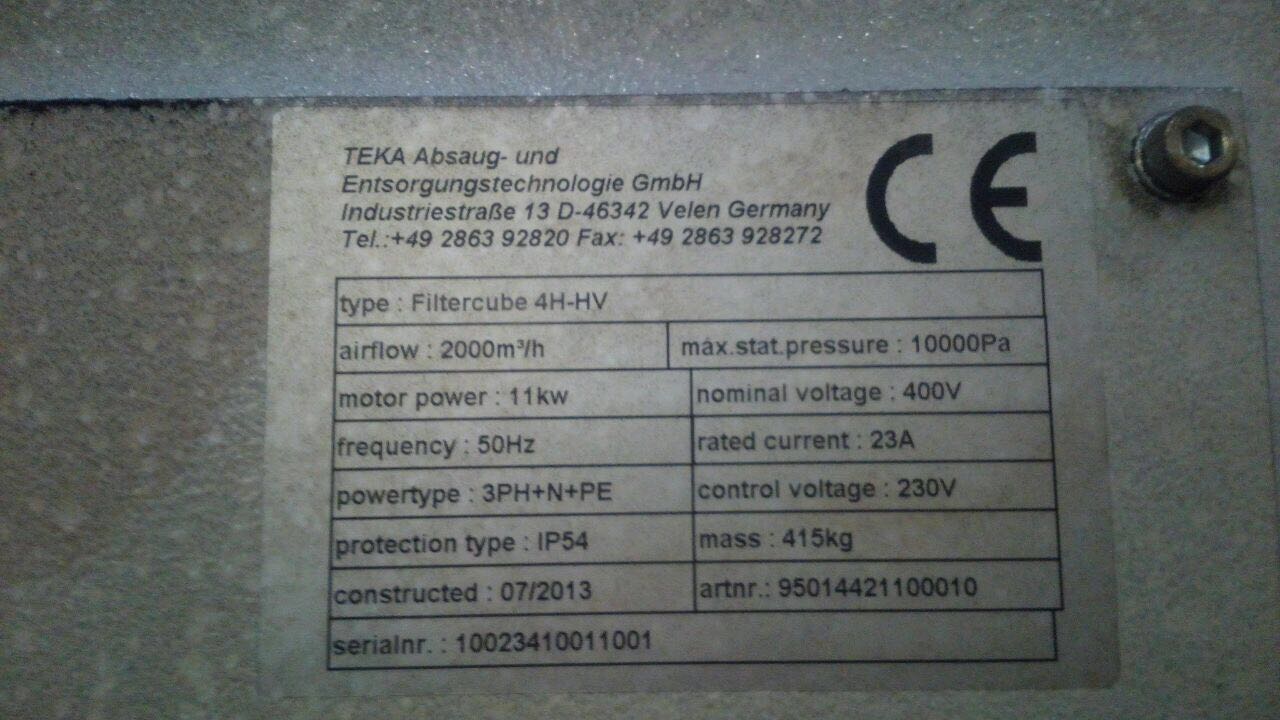 TEKA Absaug- und
Entsorgungstechnologie GmbH
Industriestraße 13 D-46342 Velen Germany
Tel.:+49 2863 92820 Fax: +49 2863 928272
CE
type : Filtercube 4H-HV
airflow : 2000m³/h max.stat.pressure : 10000Pa
motor power : 11kw nominal voltage : 400V
frequency : 50Hz rated current : 23A
powertype : 3PH+N+PE control voltage : 230V
protection type : IP54 mass : 415kg
constructed : 07/2013 artnr.: 95014421100010
serialnr. : 10023410011001